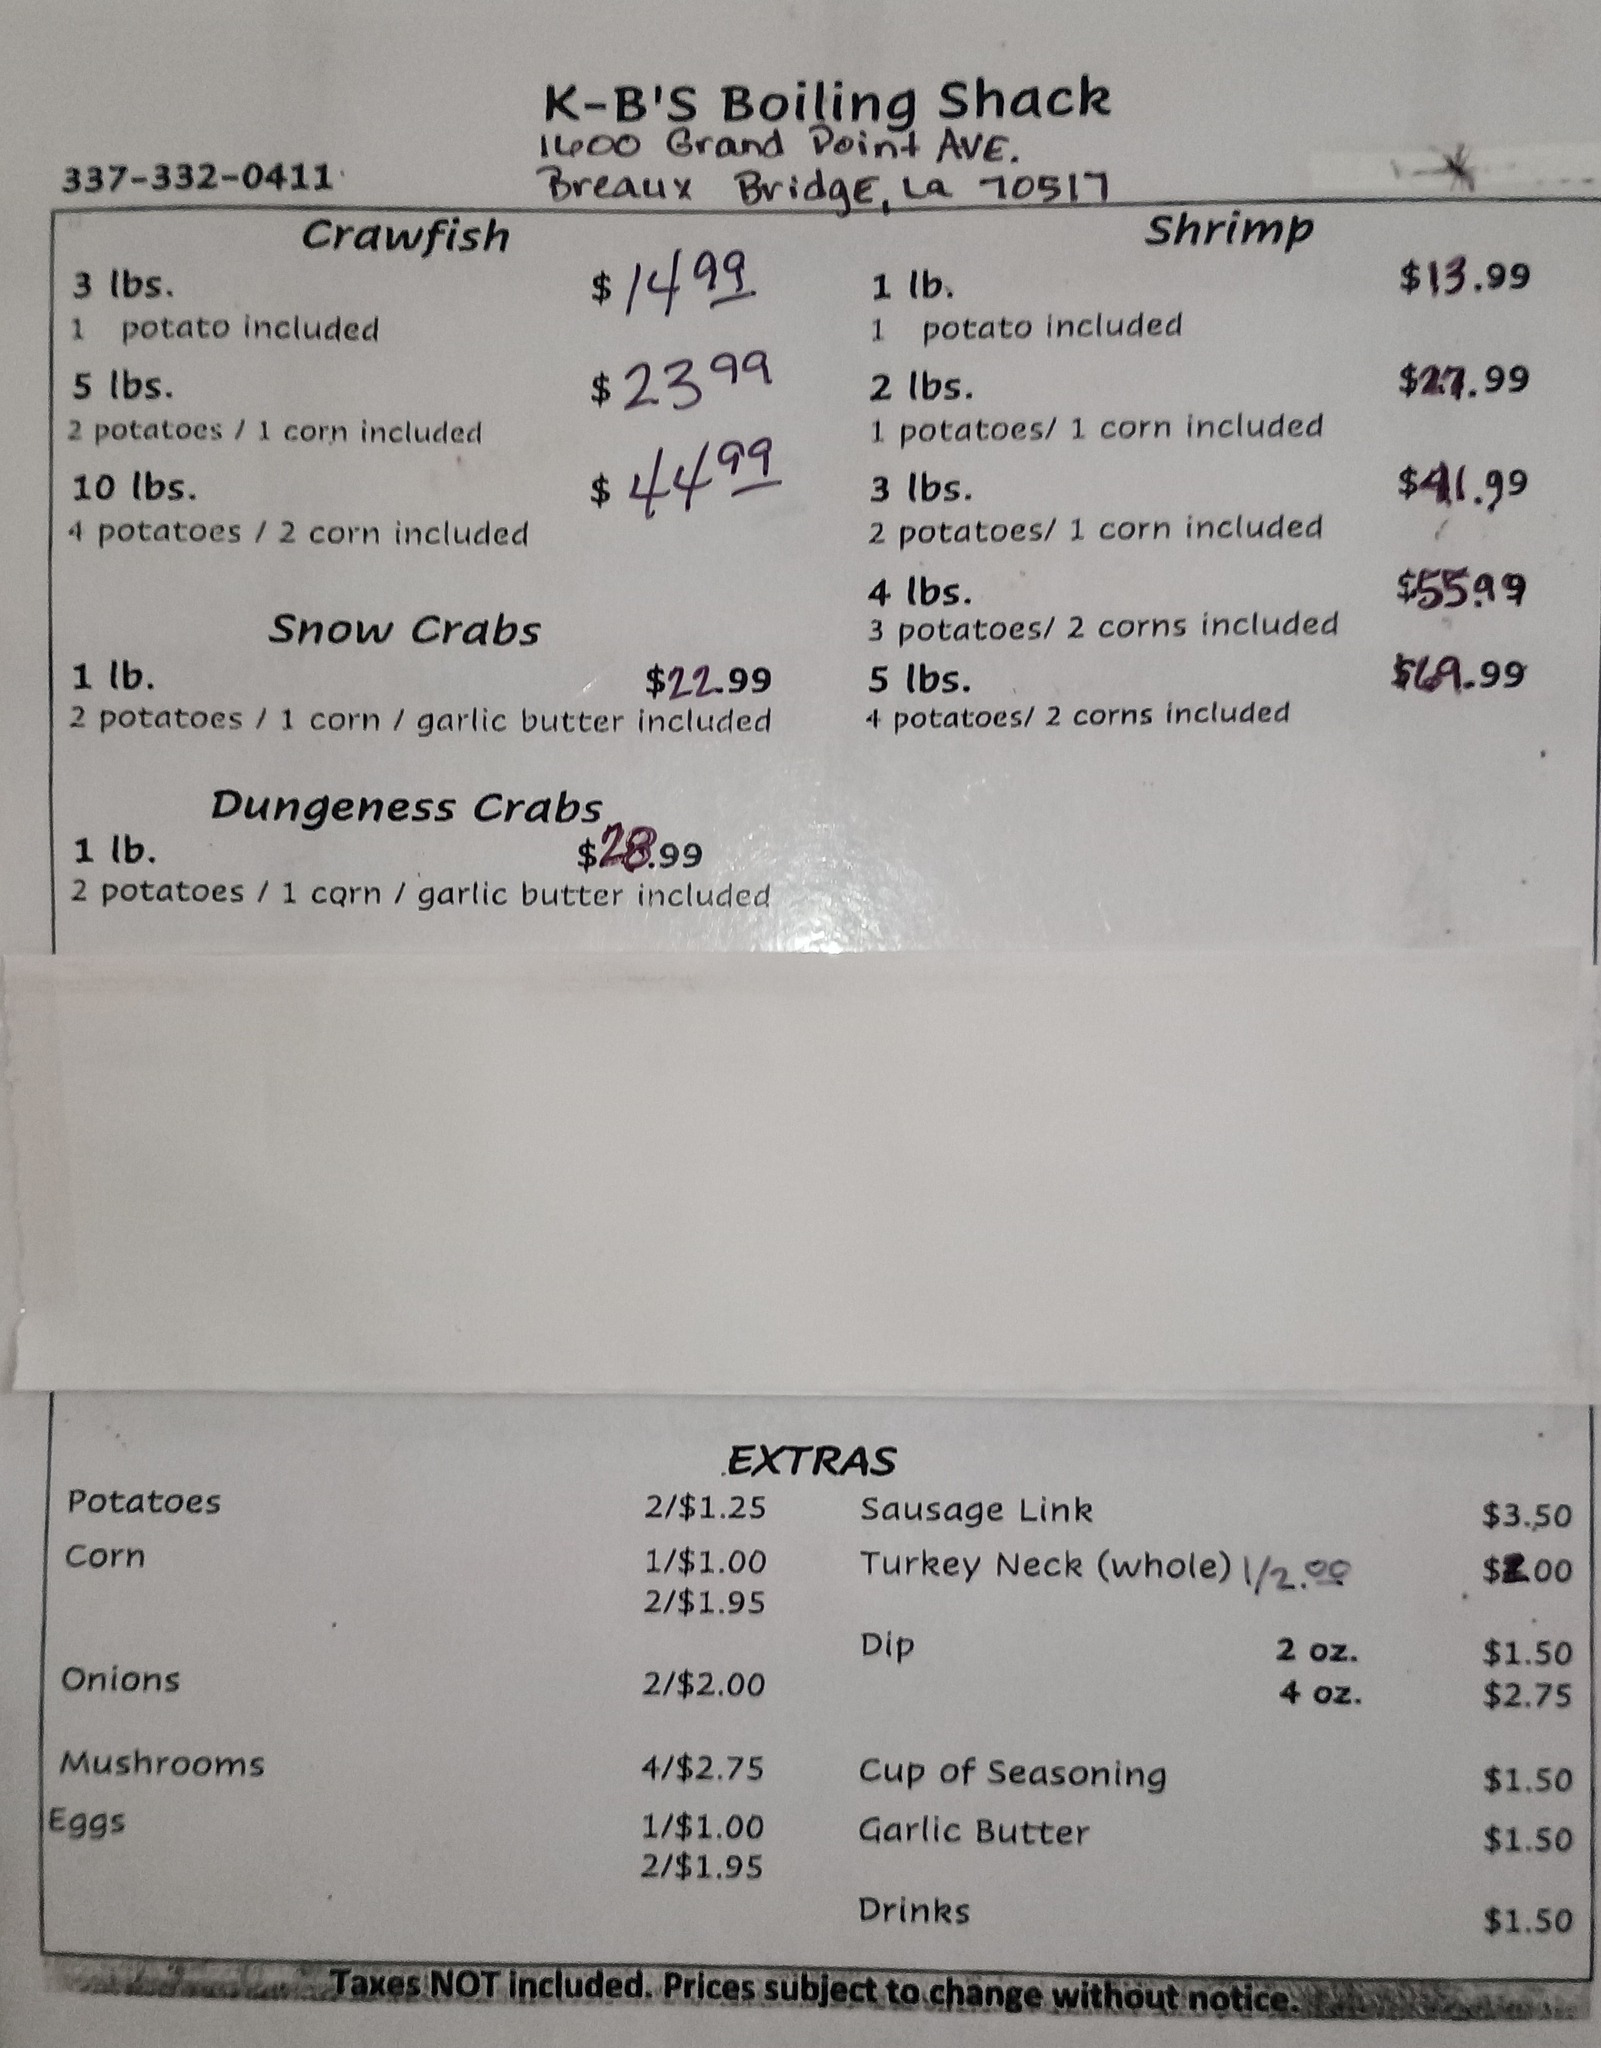 K-B'S Boiling Shack
1600 Grand Point AVE.
337-332-0411
Breaux Bridge, La 70517
Crawfish
3 lbs. $14.99
1 potato included
5 lbs. $23 99
2 potatoes / 1 corn included
10 lbs. $44 99
4 potatoes / 2 corn included
Snow Crabs
1 lb. $22.99
2 potatoes / 1 corn / garlic butter included
Dungeness Crabs
1 lb. $28.99
2 potatoes / 1 corn / garlic butter included
Shrimp
1 lb. $13.99
1 potato included
2 lbs. $27.99
1 potatoes/ 1 corn included
3 lbs. $41.99
2 potatoes/ 1 corn included
4 lbs. $55.99
3 potatoes/ 2 corns included
5 lbs. $69.99
4 potatoes/ 2 corns included
EXTRAS
Potatoes 2/$1.25
Corn 1/$1.00
2/$1.95
Onions 2/$2.00
Mushrooms 4/$2.75
Eggs 1/$1.00
2/$1.95
Sausage Link $3.50
Turkey Neck (whole) 1/2.00
Dip 2 oz. $1.50
4 oz. $2.75
Cup of Seasoning $1.50
Garlic Butter $1.50
Drinks $1.50
Taxes NOT included. Prices subject to change without notice.